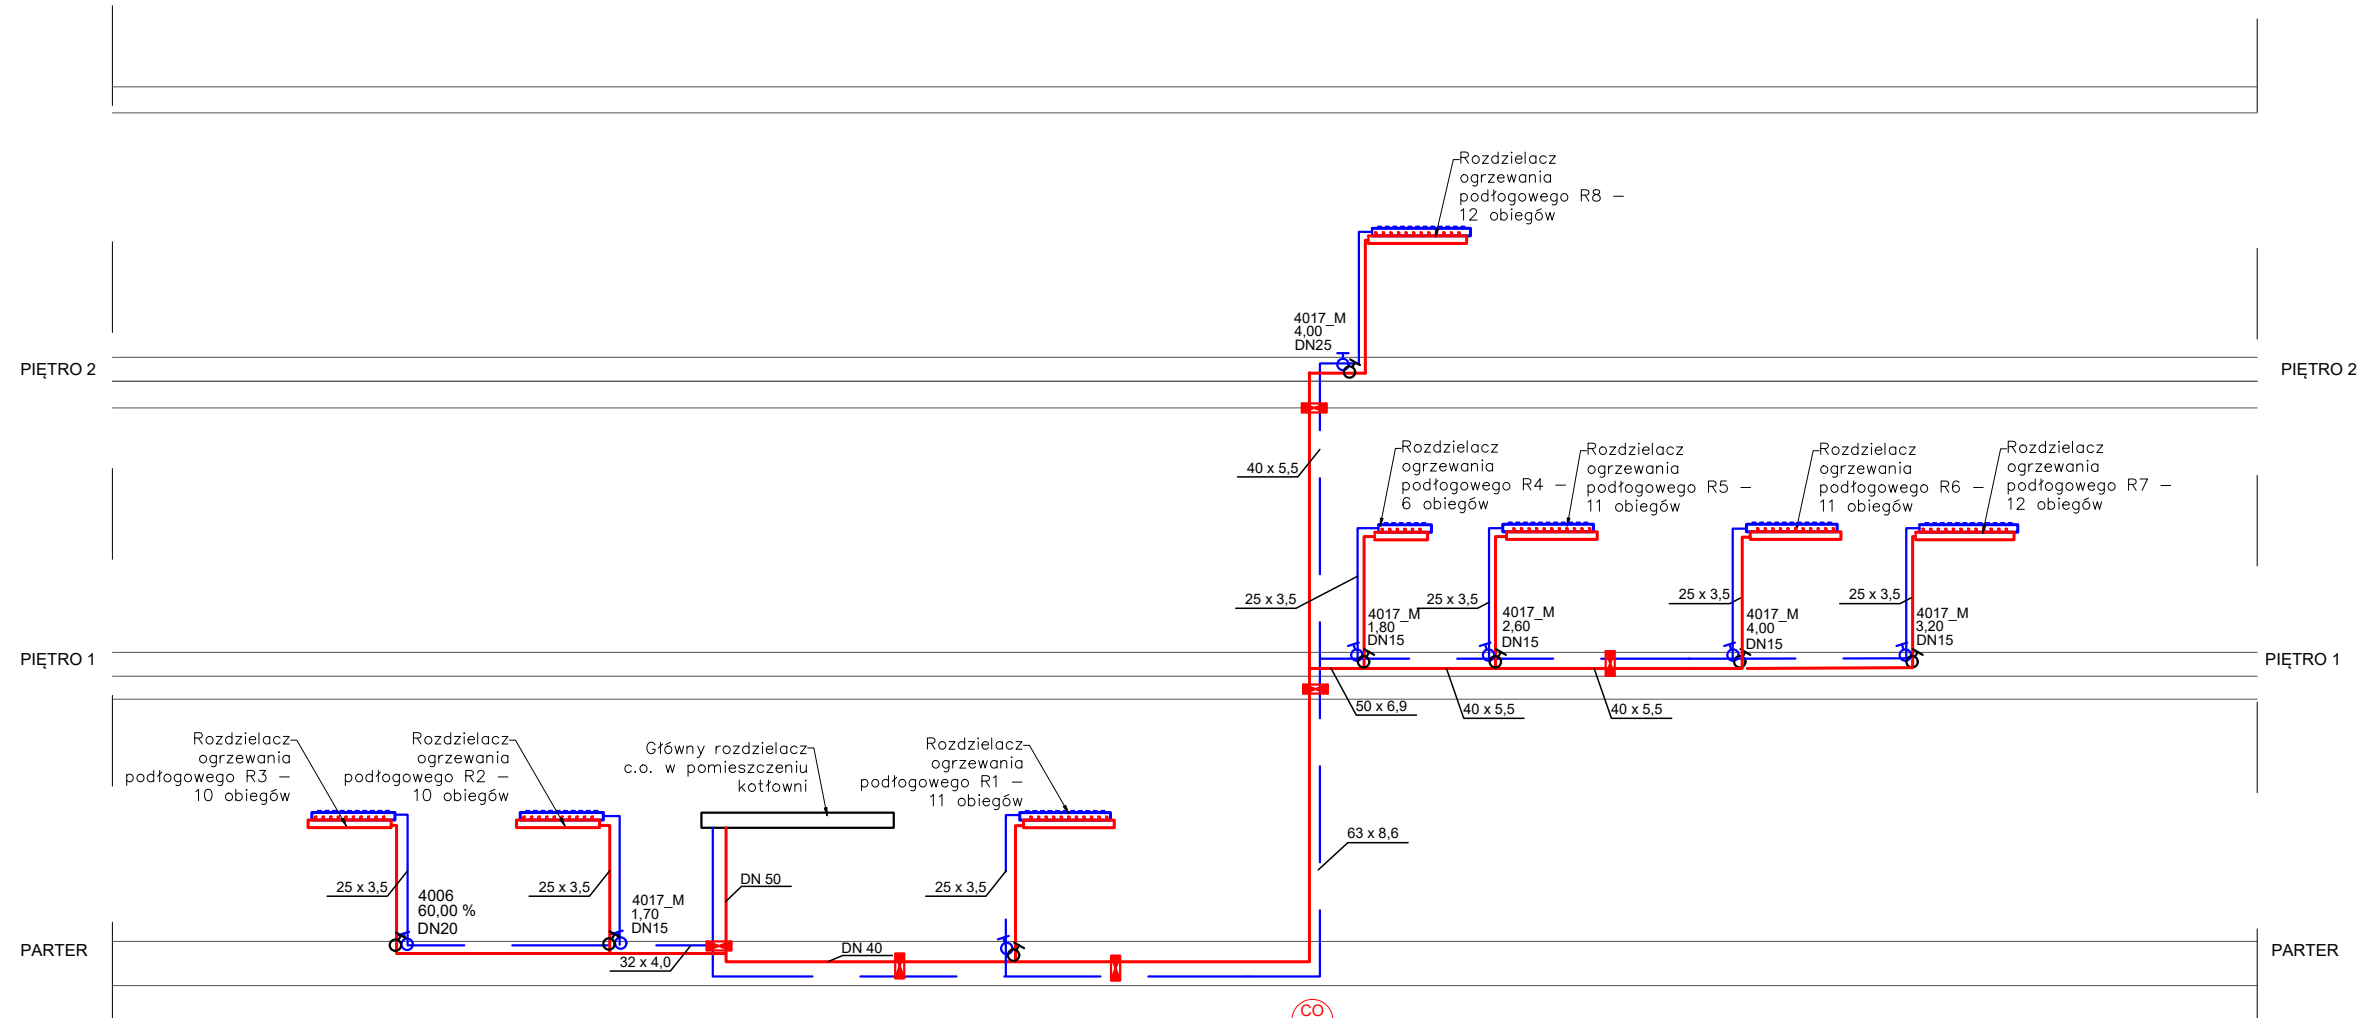 Rozdzielacz
ogrzewania
podłogowego R8 –
12 obiegów
4017_M
4,00
DN25
PIĘTRO 2
PIĘTRO 2
40 x 5,5
Rozdzielacz
ogrzewania
podłogowego R4 –
6 obiegów
Rozdzielacz
ogrzewania
podłogowego R5 –
11 obiegów
Rozdzielacz
ogrzewania
podłogowego R6 –
11 obiegów
Rozdzielacz
ogrzewania
podłogowego R7 –
12 obiegów
25 x 3,5
4017_M
1,80
DN15
25 x 3,5
4017_M
2,60
DN15
25 x 3,5
4017_M
4,00
DN15
25 x 3,5
4017_M
3,20
DN15
PIĘTRO 1
PIĘTRO 1
50 x 6,9
40 x 5,5
40 x 5,5
Rozdzielacz
ogrzewania
podłogowego R3 –
10 obiegów
Rozdzielacz
ogrzewania
podłogowego R2 –
10 obiegów
Główny rozdzielacz
c.o. w pomieszczeniu
kotłowni
Rozdzielacz
ogrzewania
podłogowego R1 –
11 obiegów
63 x 8,6
25 x 3,5
4006
60,00 %
DN20
25 x 3,5
4017_M
1,70
DN15
DN 50
25 x 3,5
PARTER
32 x 4,0
DN 40
PARTER
CO